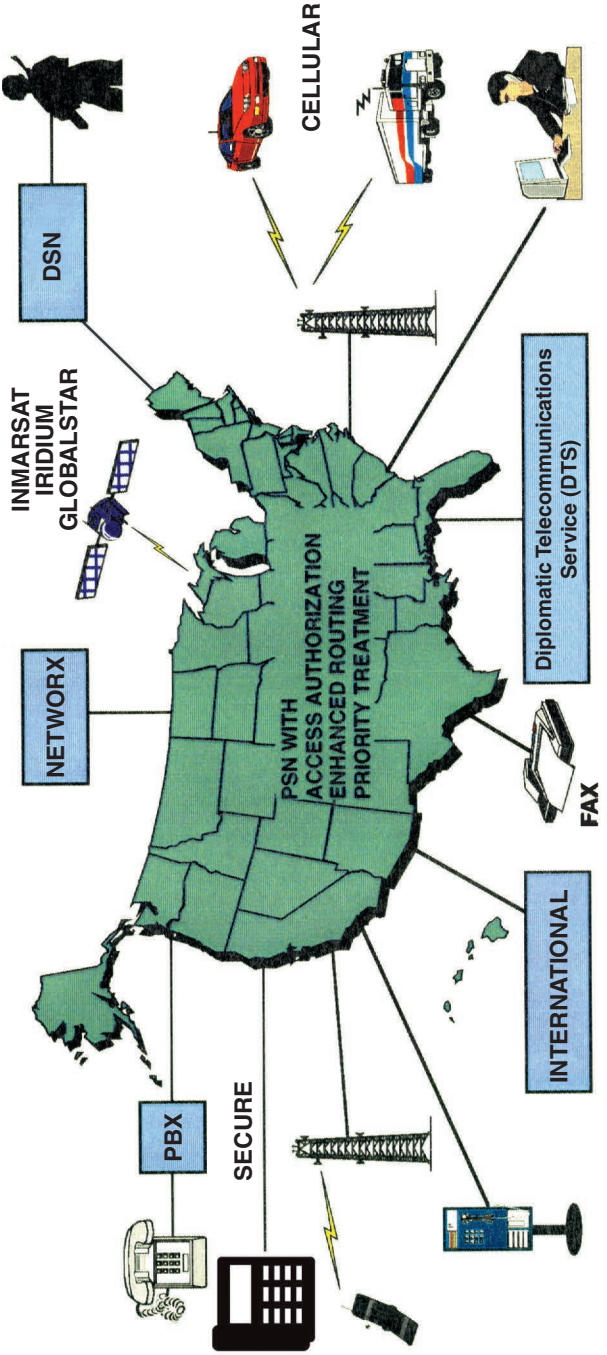 PBX
SECURE
NETWORX
INMARSAT
IRIDIUM
GLOBALSTAR
DSN
CELLULAR
PSN WITH
ACCESS AUTHORIZATION
ENHANCED ROUTING
PRIORITY TREATMENT
INTERNATIONAL
FAX
Diplomatic Telecommunications
Service (DTS)